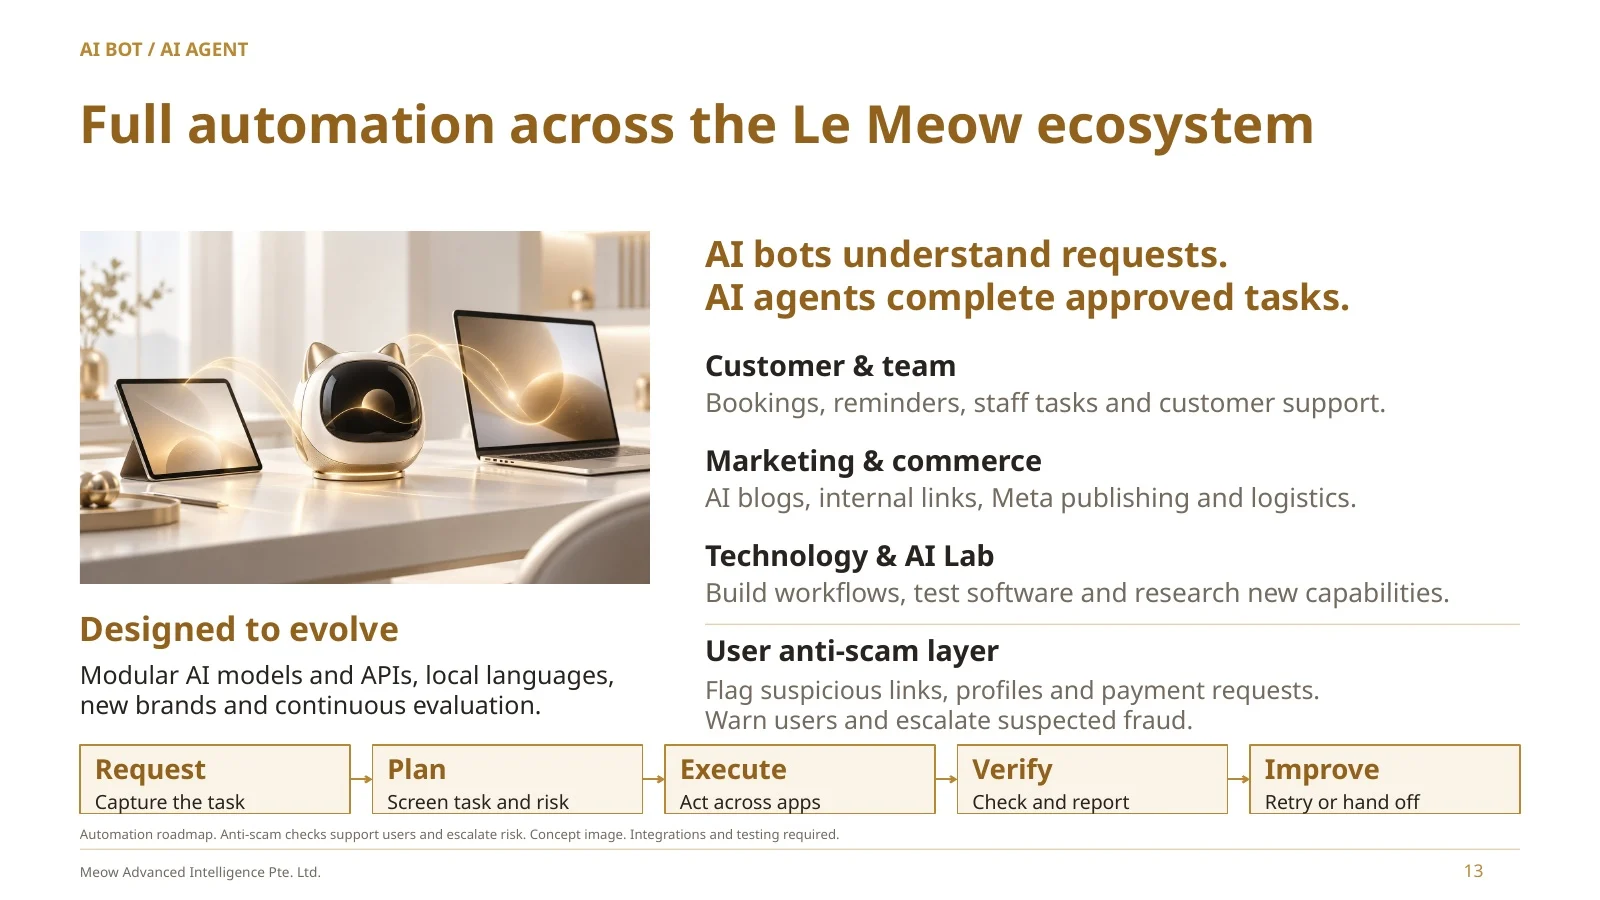 AI BOT / AI AGENT
Full automation across the Le Meow ecosystem
AI bots understand requests.
AI agents complete approved tasks.
Customer & team
Bookings, reminders, staff tasks and customer support.
Marketing & commerce
AI blogs, internal links, Meta publishing and logistics.
Technology & AI Lab
Build workflows, test software and research new capabilities.
Designed to evolve
Modular AI models and APIs, local languages,
new brands and continuous evaluation.
User anti-scam layer
Flag suspicious links, profiles and payment requests.
Warn users and escalate suspected fraud.
Request
Capture the task
Plan
Screen task and risk
Execute
Act across apps
Verify
Check and report
Improve
Retry or hand off
Automation roadmap. Anti-scam checks support users and escalate risk. Concept image. Integrations and testing required.
Meow Advanced Intelligence Pte. Ltd.
13